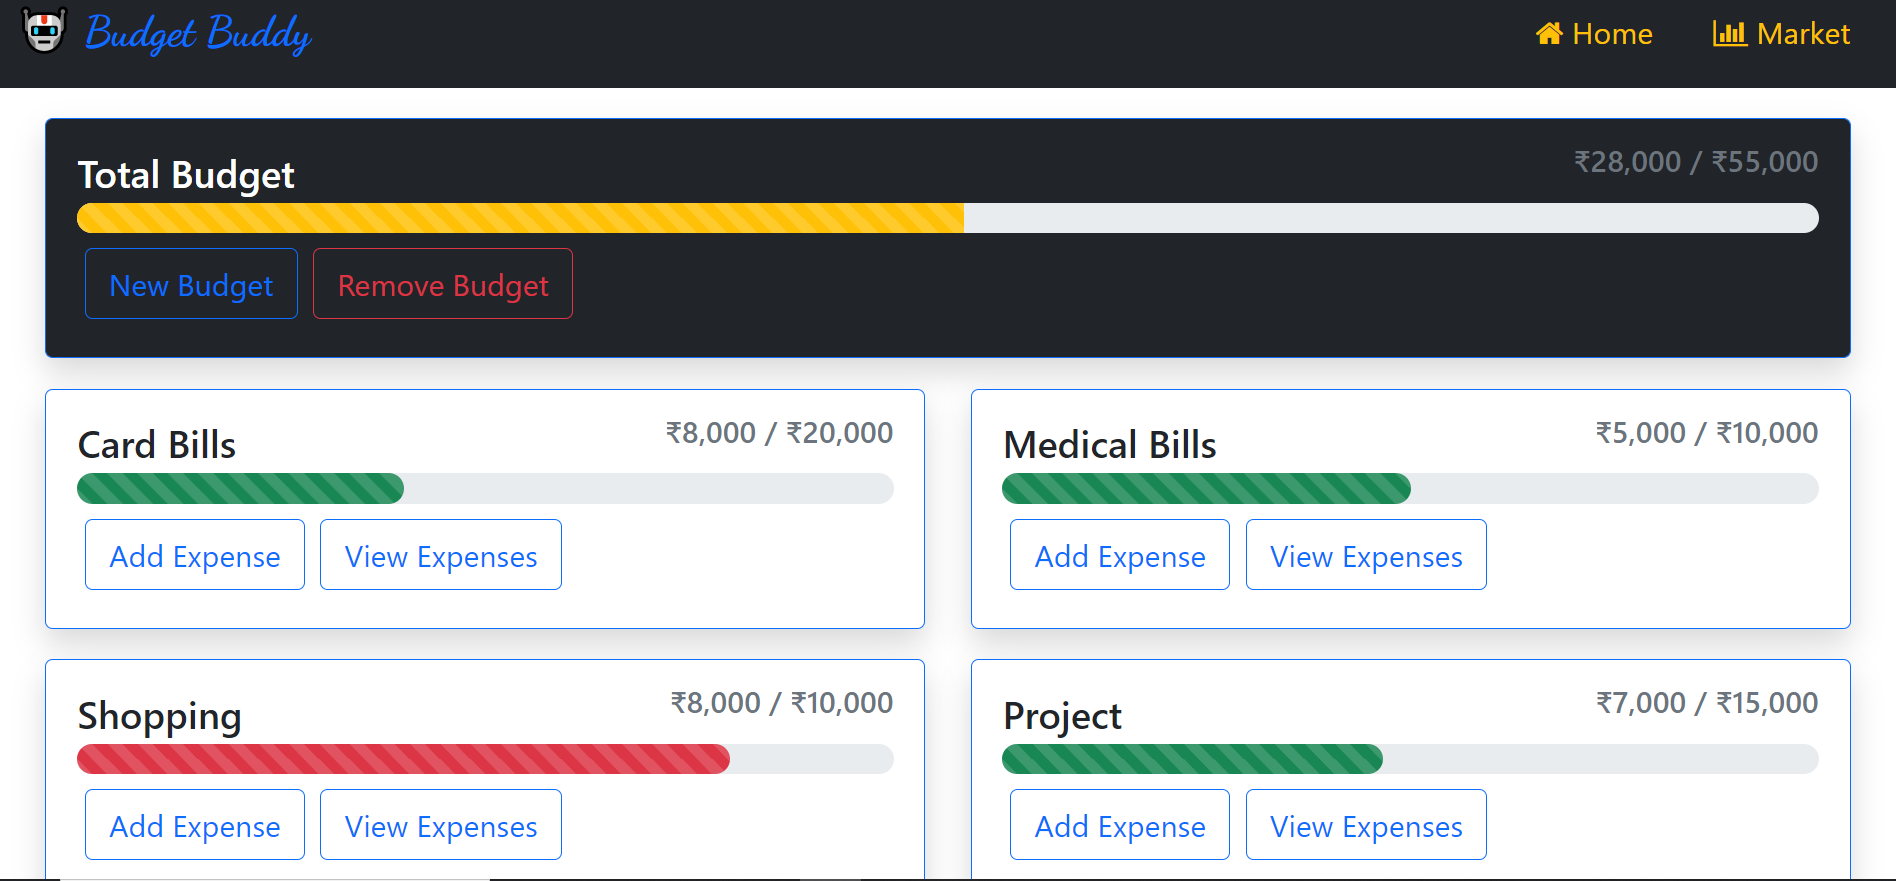 Budget Buddy
Home
Market
Total Budget
₹28,000 / ₹55,000
New Budget
Remove Budget
Card Bills
₹8,000 / ₹20,000
Add Expense
View Expenses
Medical Bills
₹5,000 / ₹10,000
Add Expense
View Expenses
Shopping
₹8,000 / ₹10,000
Add Expense
View Expenses
Project
₹7,000 / ₹15,000
Add Expense
View Expenses